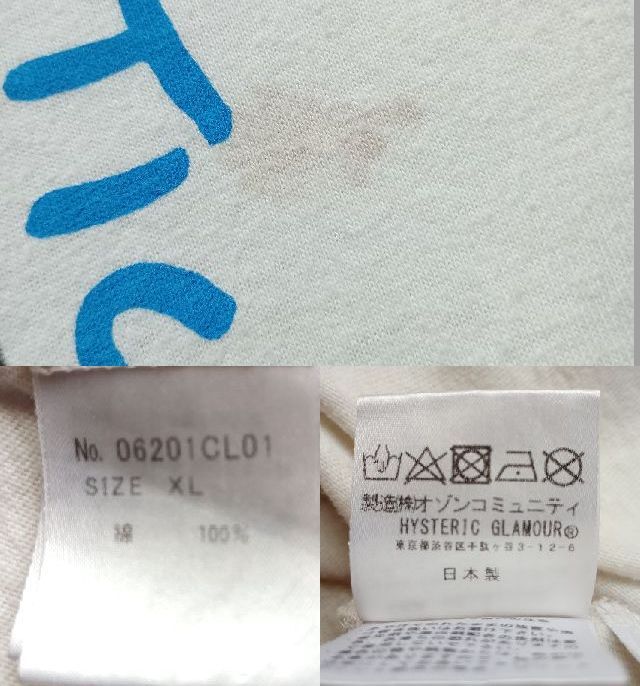 TIC
No. 06201CL01
SIZE XL
綿 100%
製造㈱オゾンコミュニティ
HYSTERIC GLAMOUR®
東京都渋谷区千駄ヶ谷3-12-6
日本製